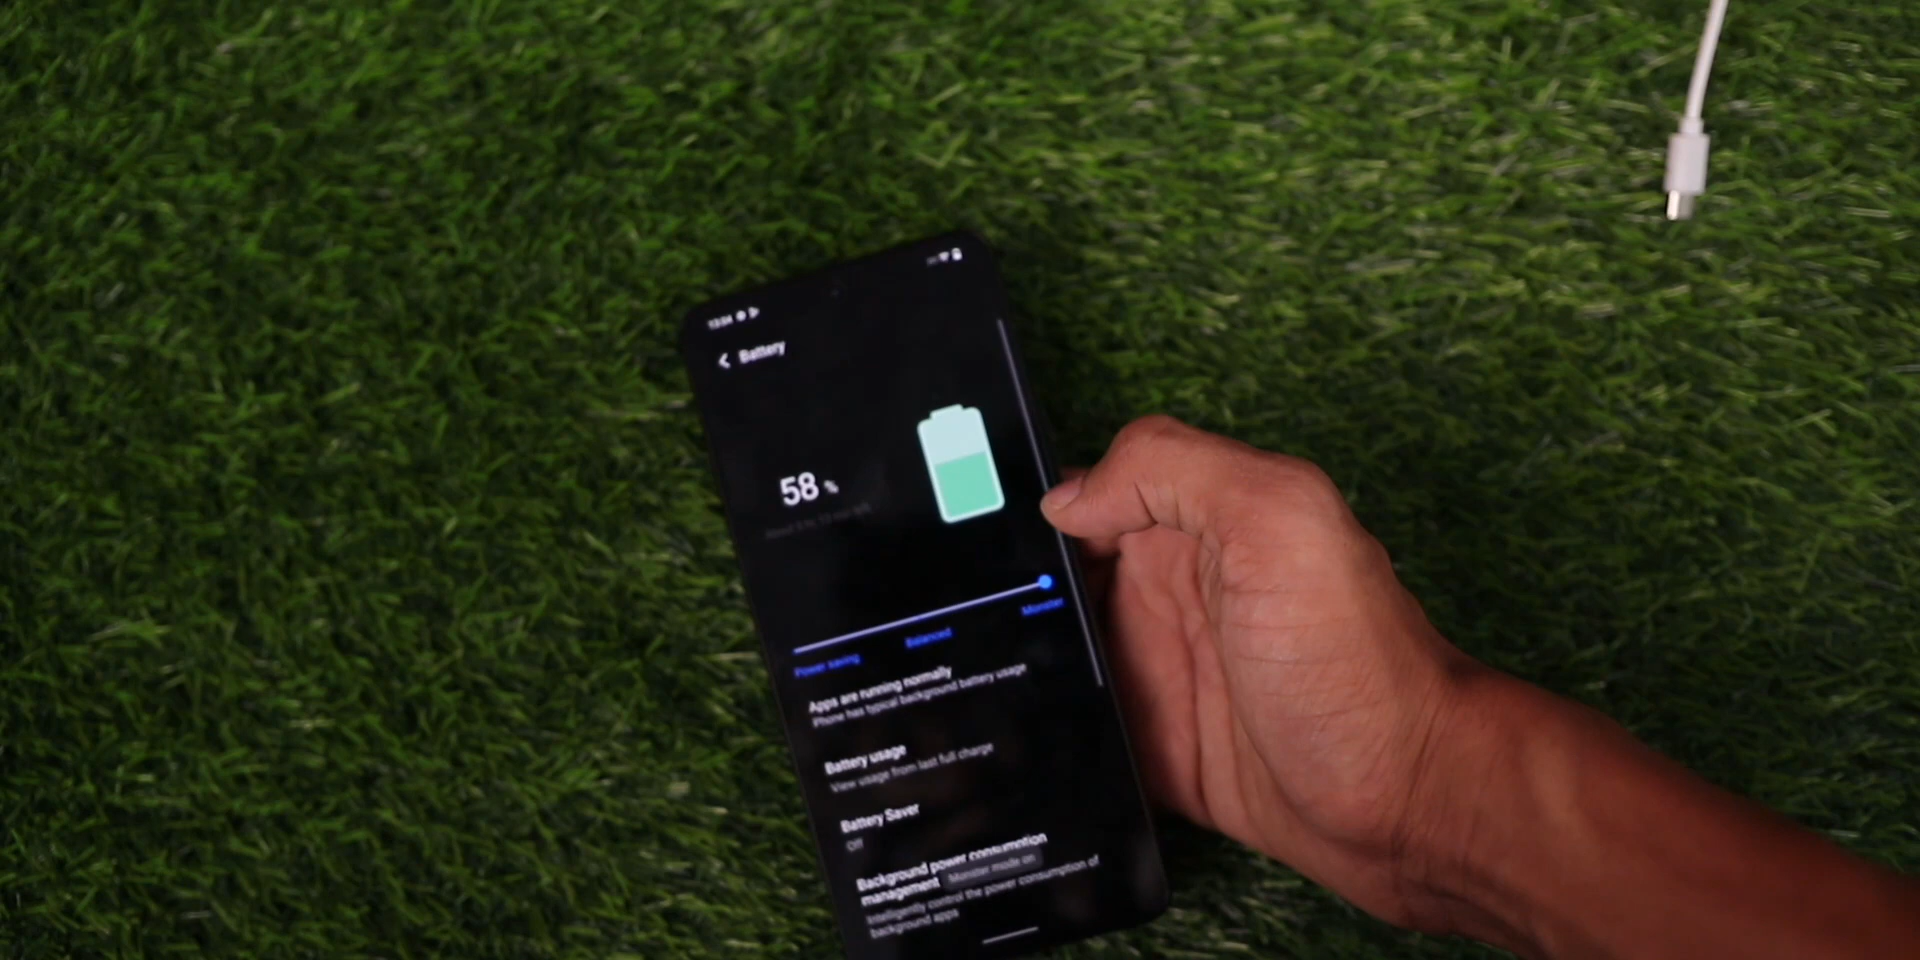 Battery
58 %
Power saving
Balanced
Monster
Apps are running normally
Phone has typical background battery usage
Battery usage
View usage from last full charge
Battery Saver
Off
Background power consumption
management
Monster mode on
Intelligently control the power consumption of
background apps